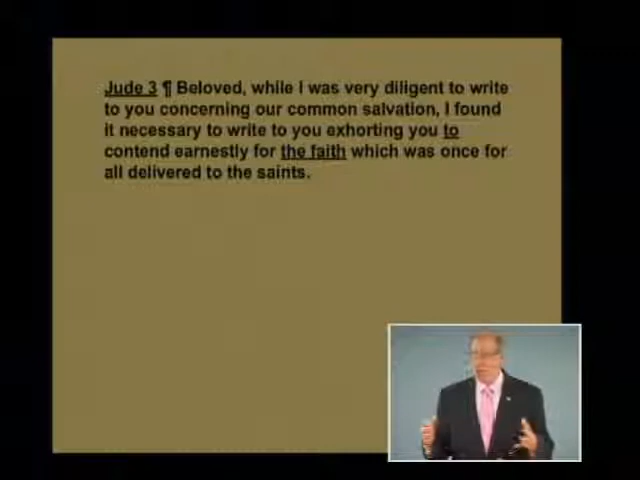 Jude 3 ¶ Beloved, while I was very diligent to write
to you concerning our common salvation, I found
it necessary to write to you exhorting you to
contend earnestly for the faith which was once for
all delivered to the saints.